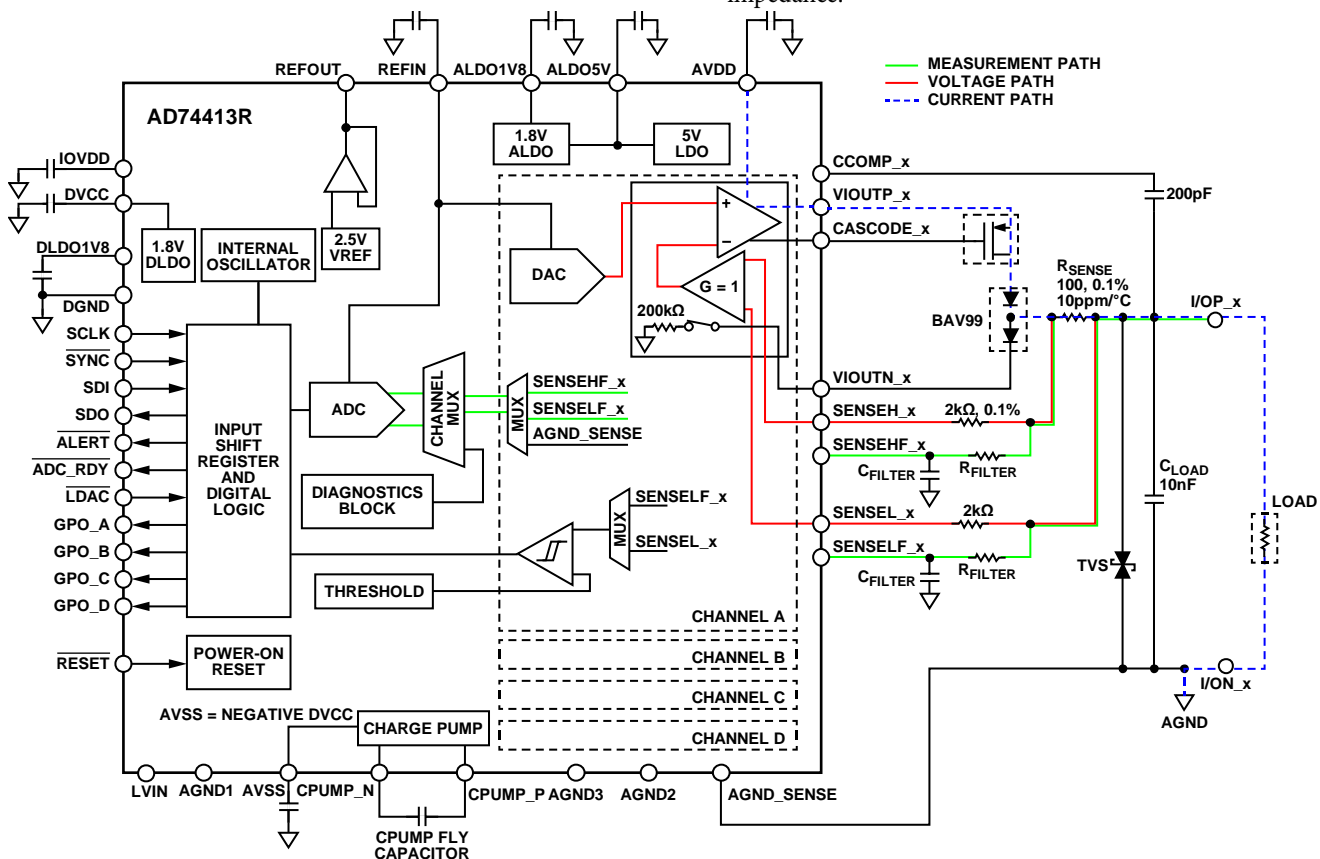 impedance.
MEASUREMENT PATH
VOLTAGE PATH
CURRENT PATH
REFOUT
REFIN
ALDO1V8
ALDO5V
AVDD
AD74413R
IOVDD
DVCC
DLDO1V8
DGND
SCLK
SYNC
SDI
SDO
ALERT
ADC_RDY
LDAC
GPO_A
GPO_B
GPO_C
GPO_D
RESET
1.8V
DLDO
INTERNAL
OSCILLATOR
2.5V
VREF
1.8V
ALDO
5V
LDO
INPUT
SHIFT
REGISTER
AND
DIGITAL
LOGIC
POWER-ON
RESET
ADC
CHANNEL
MUX
DIAGNOSTICS
BLOCK
THRESHOLD
MUX
SENSEHF_x
SENSELF_x
AGND_SENSE
MUX
SENSELF_x
SENSEL_x
DAC
+
–
G = 1
200kΩ
CHANNEL A
CHANNEL B
CHANNEL C
CHANNEL D
CCOMP_x
VIOUTP_x
CASCODE_x
VIOUTN_x
SENSEH_x
SENSEHF_x
SENSEL_x
SENSELF_x
200pF
RSENSE
100, 0.1%
10ppm/°C
I/OP_x
BAV99
2kΩ, 0.1%
CFILTER
RFILTER
2kΩ
CFILTER
RFILTER
TVS
CLOAD
10nF
LOAD
I/ON_x
AGND
AVSS = NEGATIVE DVCC
CHARGE PUMP
LVIN
AGND1
AVSS
CPUMP_N
CPUMP_P
AGND3
AGND2
AGND_SENSE
CPUMP FLY
CAPACITOR